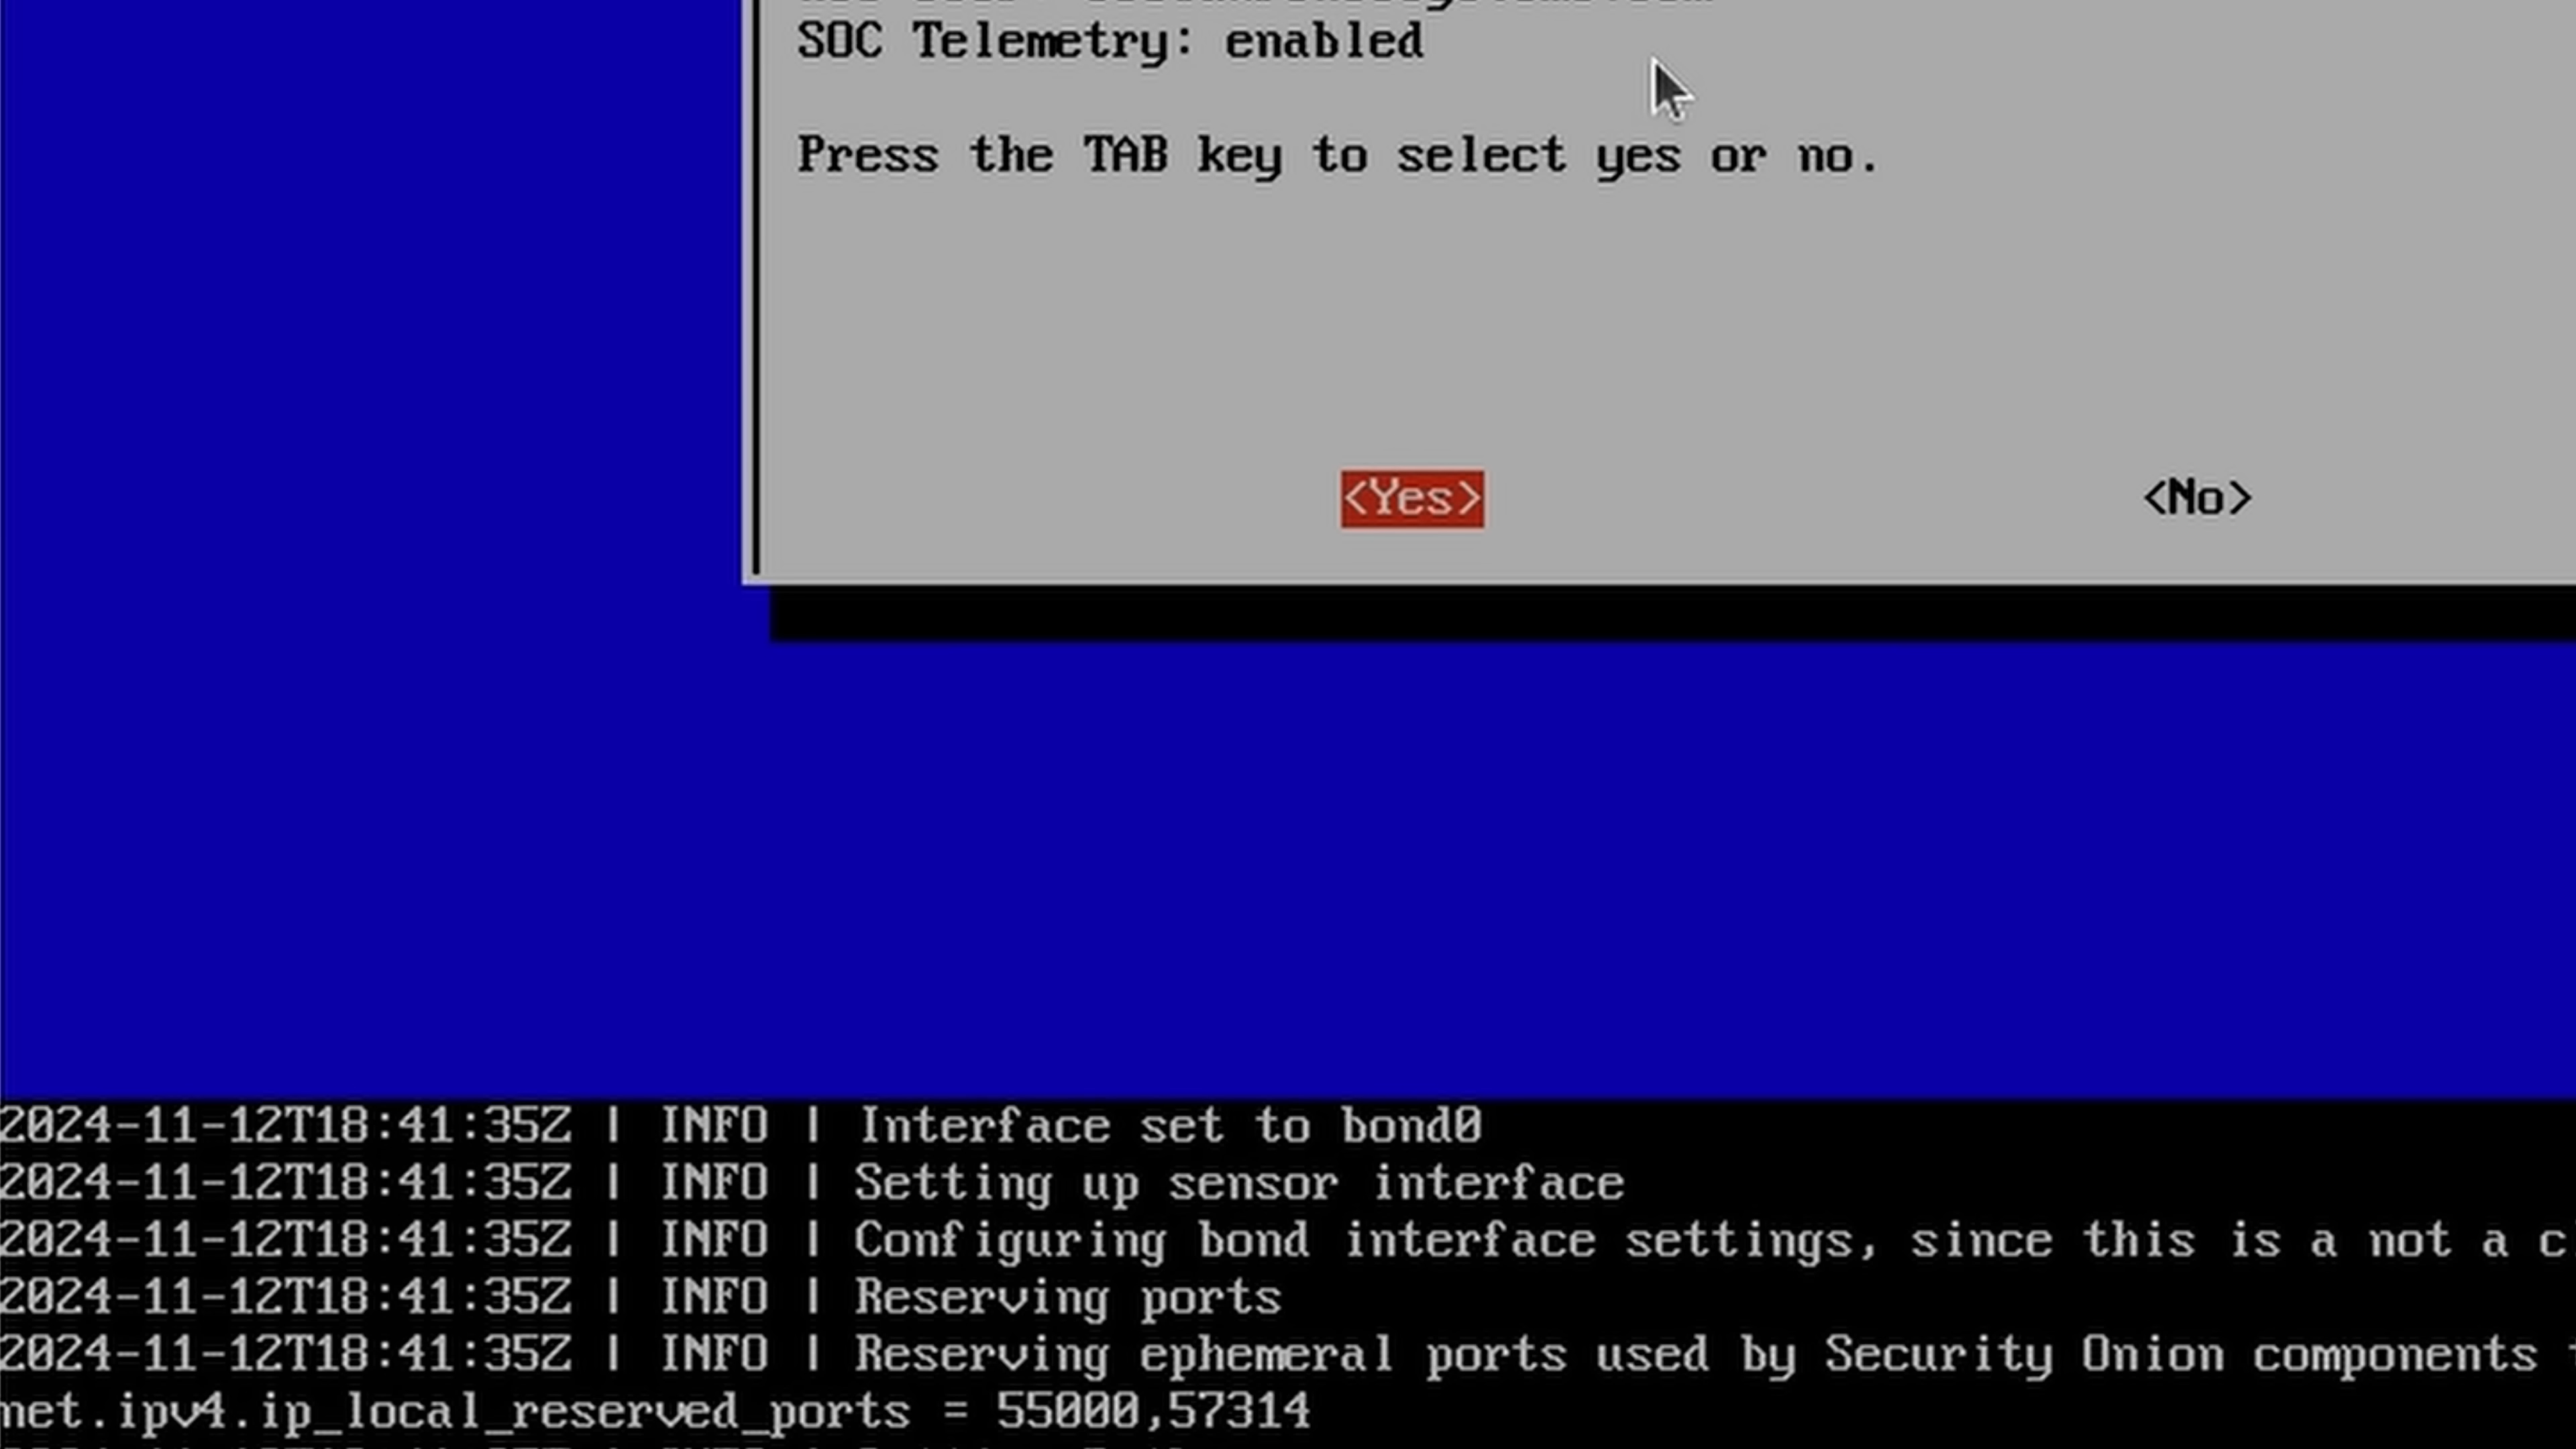 SOC Telemetry: enabled
Press the TAB key to select yes or no.
<Yes> <No>
2024-11-12T18:41:35Z | INFO | Interface set to bond0
2024-11-12T18:41:35Z | INFO | Setting up sensor interface
2024-11-12T18:41:35Z | INFO | Configuring bond interface settings, since this is a not a c
2024-11-12T18:41:35Z | INFO | Reserving ports
2024-11-12T18:41:35Z | INFO | Reserving ephemeral ports used by Security Onion components
net.ipv4.ip_local_reserved_ports = 55000,57314